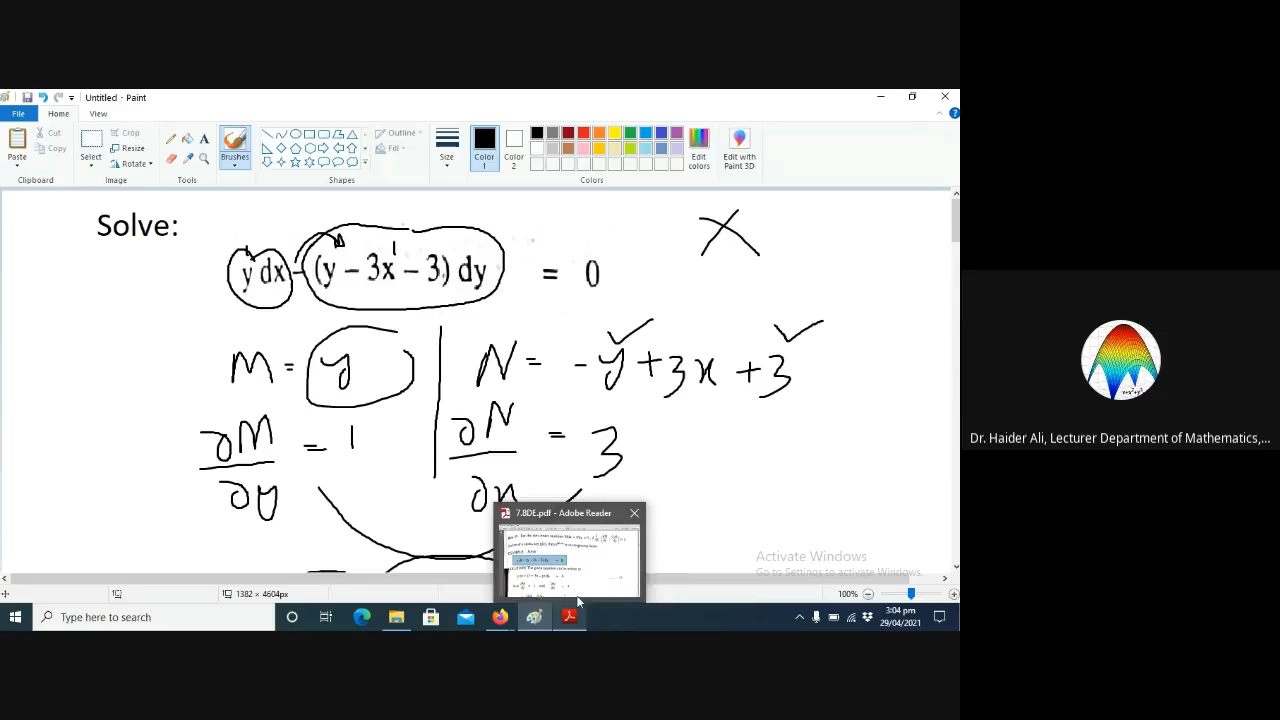 Untitled - Paint
File Home View
Paste Cut Copy Clipboard
Select Crop Resize Rotate Image
Tools
Brushes
Outline Fill Shapes
Size
Color 1 Color 2
Edit colors Edit with Paint 3D
Colors
Solve:
y dx - (y - 3x - 3) dy = 0
M = y N = -y + 3x + 3
∂M/∂y = 1 ∂N/∂x = 3
7.8DE.pdf - Adobe Reader
Activate Windows
Go to Settings to activate Windows.
1382 × 4604px 100%
Type here to search
3:04 pm
29/04/2021
Dr. Haider Ali, Lecturer Department of Mathematics,...